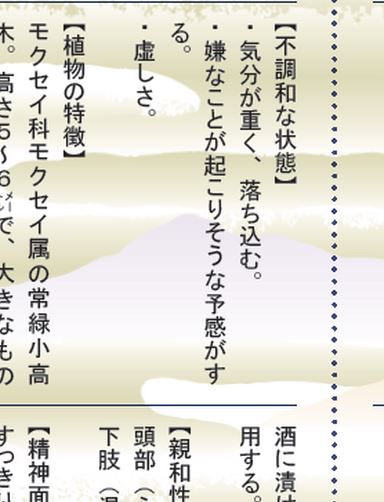 【不調和な状態】
・気分が重く、落ち込む。
・嫌なことが起こりそうな予感がす
る。
・虚しさ。
【植物の特徴】
モクセイ科モクセイ属の常緑小高
木。高さ5～6㍍で、大きなもの
酒に漬け
用する。
【親和性
頭部（
下肢（温
【精神面
すっきり